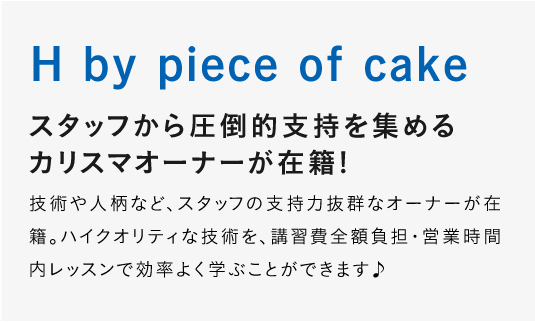 H by piece of cake
スタッフから圧倒的支持を集める
カリスマオーナーが在籍！
技術や人柄など、スタッフの支持力抜群なオーナーが在
籍。ハイクオリティな技術を、講習費全額負担・営業時間
内レッスンで効率よく学ぶことができます♪